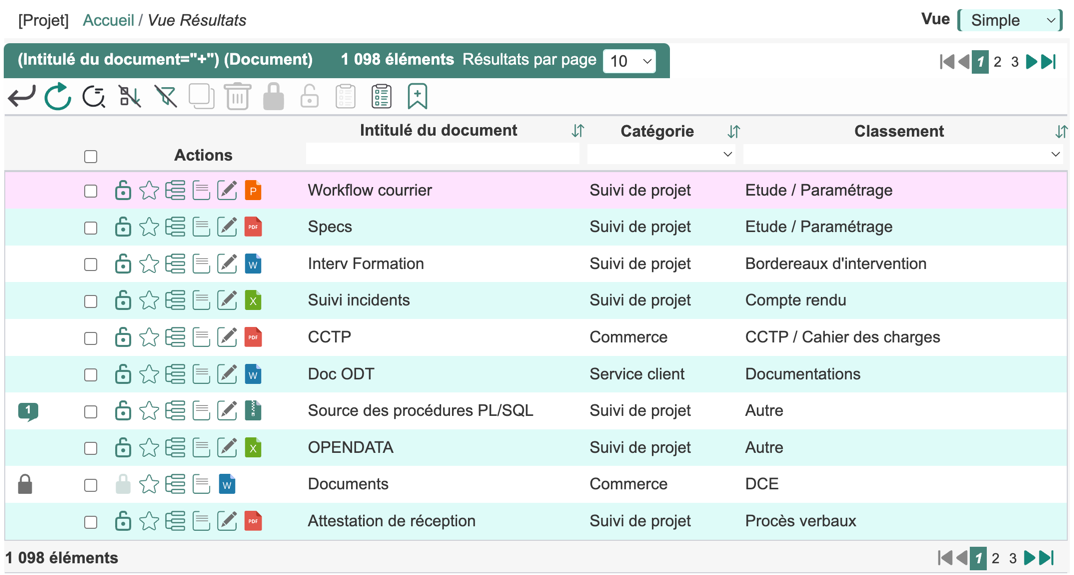 [Projet] Accueil / Vue Résultats Vue Simple
(Intitulé du document="+") (Document) 1 098 éléments Résultats par page 10 1 2 3
Intitulé du document Catégorie Classement
Actions
P Workflow courrier Suivi de projet Etude / Paramétrage
PDF Specs Suivi de projet Etude / Paramétrage
W Interv Formation Suivi de projet Bordereaux d'intervention
X Suivi incidents Suivi de projet Compte rendu
PDF CCTP Commerce CCTP / Cahier des charges
W Doc ODT Service client Documentations
1 Source des procédures PL/SQL Suivi de projet Autre
X OPENDATA Suivi de projet Autre
W Documents Commerce DCE
PDF Attestation de réception Suivi de projet Procès verbaux
1 098 éléments 1 2 3